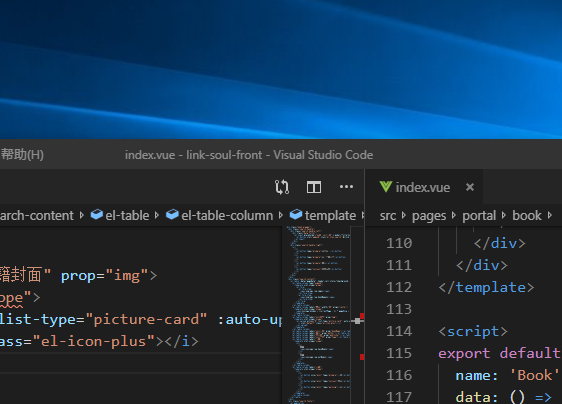 帮助(H)
index.vue - link-soul-front - Visual Studio Code
arch-content > el-table > el-table-column > template
籍封面" prop="img">
ope">
list-type="picture-card" :auto-up
ass="el-icon-plus"></i>
index.vue ×
src > pages > portal > book >
110 </div>
111 </div>
112 </template>
113
114 <script>
115 export default
116 name: 'Book'
117 data: () =>